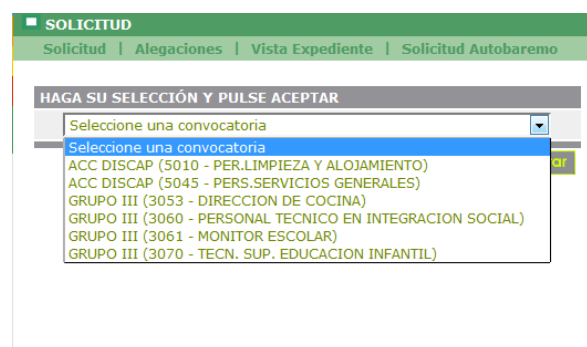 SOLICITUD
Solicitud | Alegaciones | Vista Expediente | Solicitud Autobaremo
HAGA SU SELECCIÓN Y PULSE ACEPTAR
Seleccione una convocatoria
Seleccione una convocatoria
ACC DISCAP (5010 - PER.LIMPIEZA Y ALOJAMIENTO)
ACC DISCAP (5045 - PERS.SERVICIOS GENERALES)
GRUPO III (3053 - DIRECCION DE COCINA)
GRUPO III (3060 - PERSONAL TECNICO EN INTEGRACION SOCIAL)
GRUPO III (3061 - MONITOR ESCOLAR)
GRUPO III (3070 - TECN. SUP. EDUCACION INFANTIL)